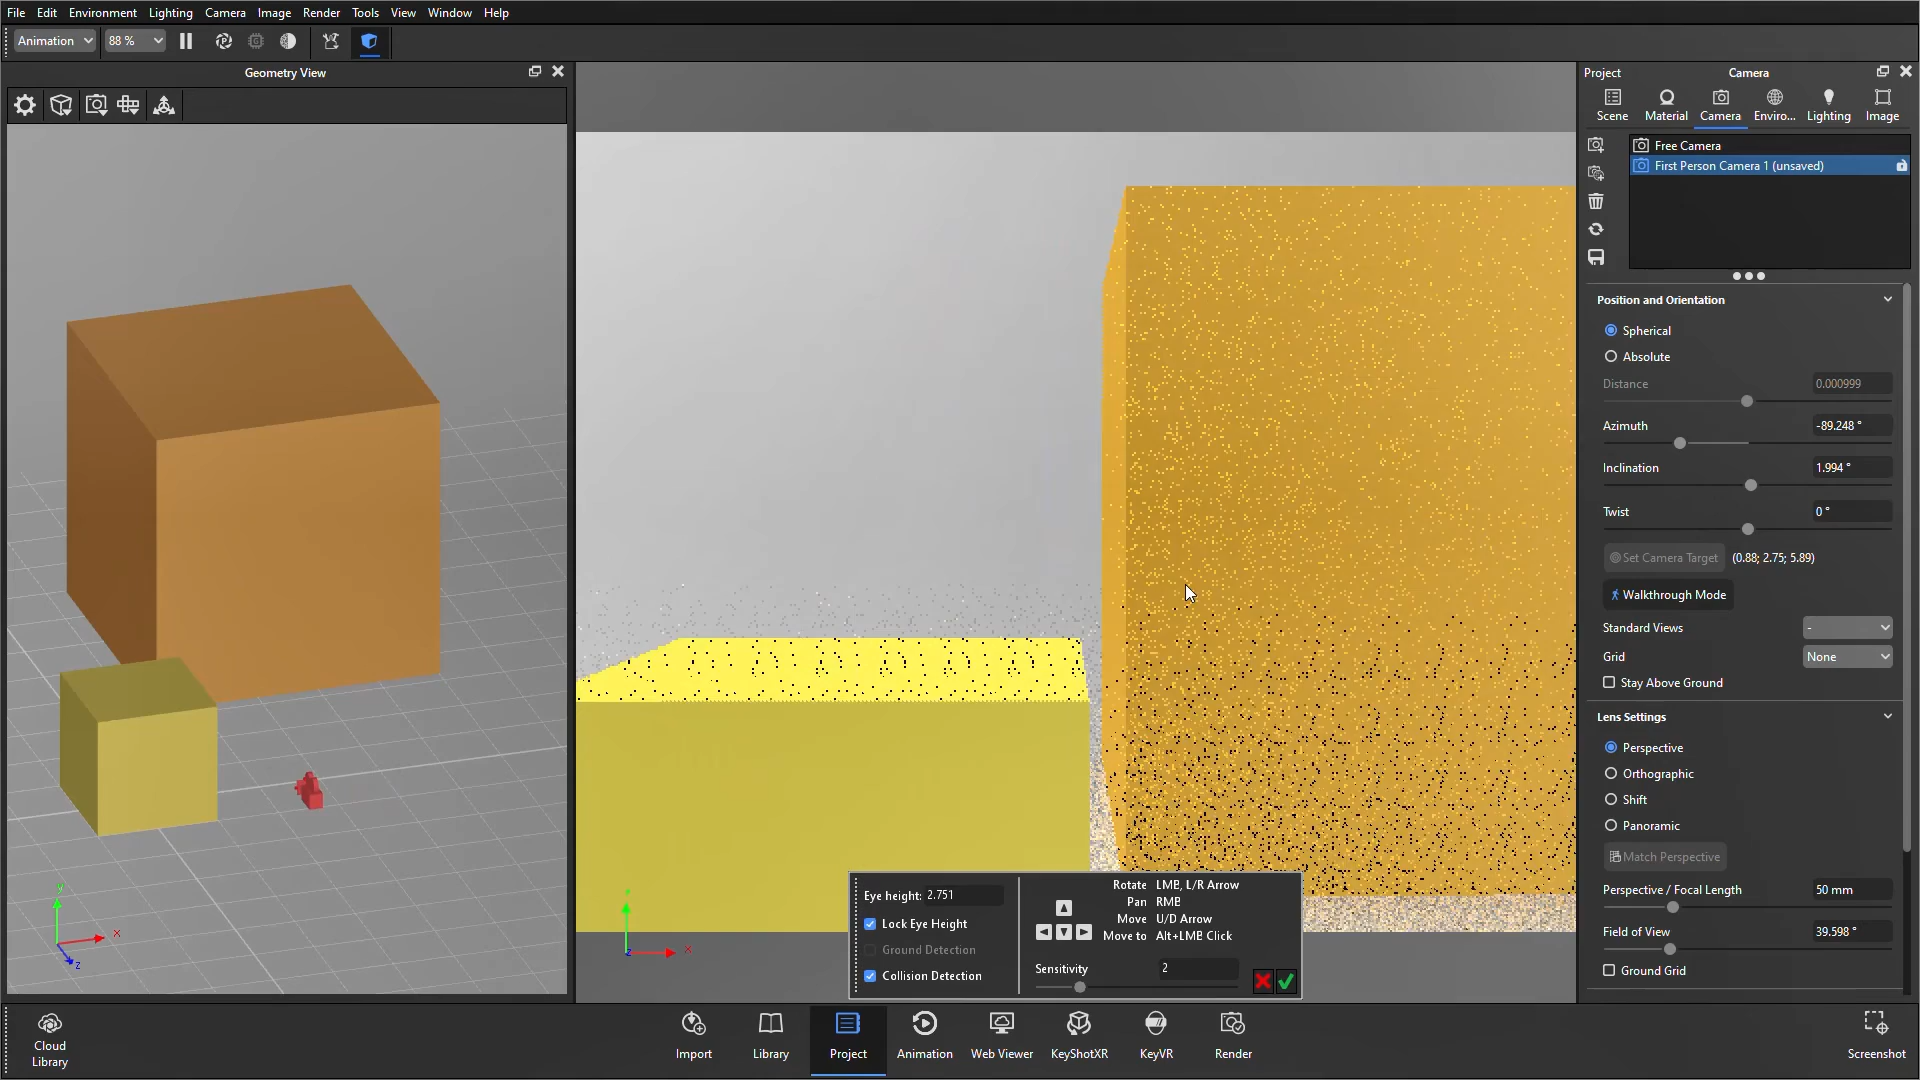 File Edit Environment Lighting Camera Image Render Tools View Window Help
Animation 88 %
Geometry View
Project Camera
Scene Material Camera Enviro... Lighting Image
Free Camera
First Person Camera 1 (unsaved)
Position and Orientation
Spherical
Absolute
Distance 0.000999
Azimuth -89.248 °
Inclination 1.994 °
Twist 0 °
Set Camera Target (0.88; 2.75; 5.89)
Walkthrough Mode
Standard Views -
Grid None
Stay Above Ground
Lens Settings
Perspective
Orthographic
Shift
Panoramic
Match Perspective
Perspective / Focal Length 50 mm
Field of View 39.598 °
Ground Grid
y
x
z
x
Eye height: 2.751
Lock Eye Height
Ground Detection
Collision Detection
Rotate LMB, L/R Arrow
Pan RMB
Move U/D Arrow
Move to Alt+LMB Click
Sensitivity 2
Cloud
Library
Import Library Project Animation Web Viewer KeyShotXR KeyVR Render Screenshot